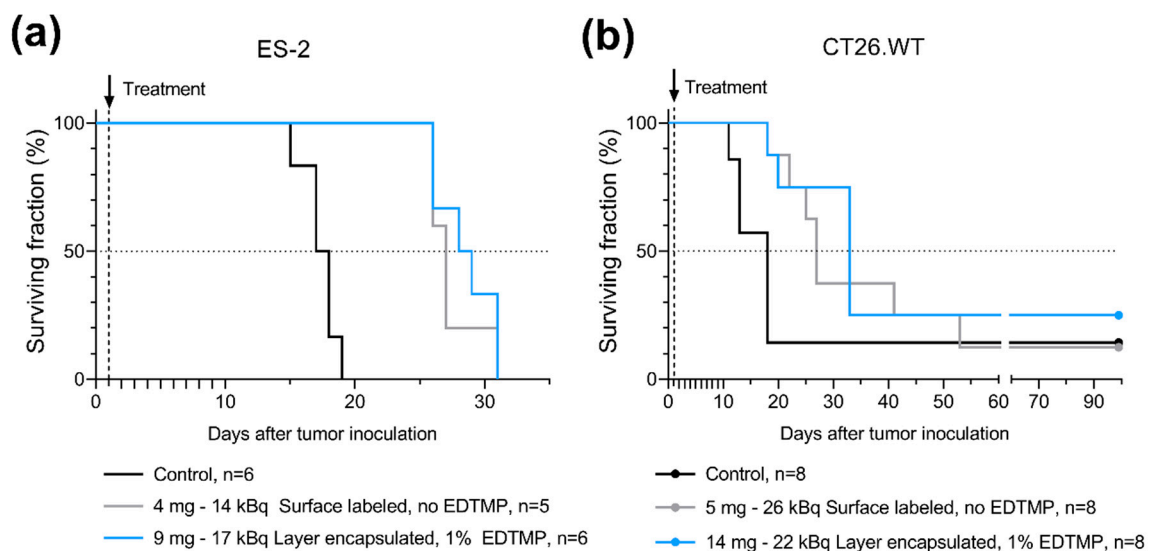 (a)
ES-2
Treatment
Surviving fraction (%)
100
50
0
0 10 20 30
Days after tumor inoculation
Control, n=6
4 mg - 14 kBq Surface labeled, no EDTMP, n=5
9 mg - 17 kBq Layer encapsulated, 1% EDTMP, n=6
(b)
CT26.WT
Treatment
Surviving fraction (%)
100
50
0
0 10 20 30 40 50 60 70 80 90
Days after tumor inoculation
Control, n=8
5 mg - 26 kBq Surface labeled, no EDTMP, n=8
14 mg - 22 kBq Layer encapsulated, 1% EDTMP, n=8